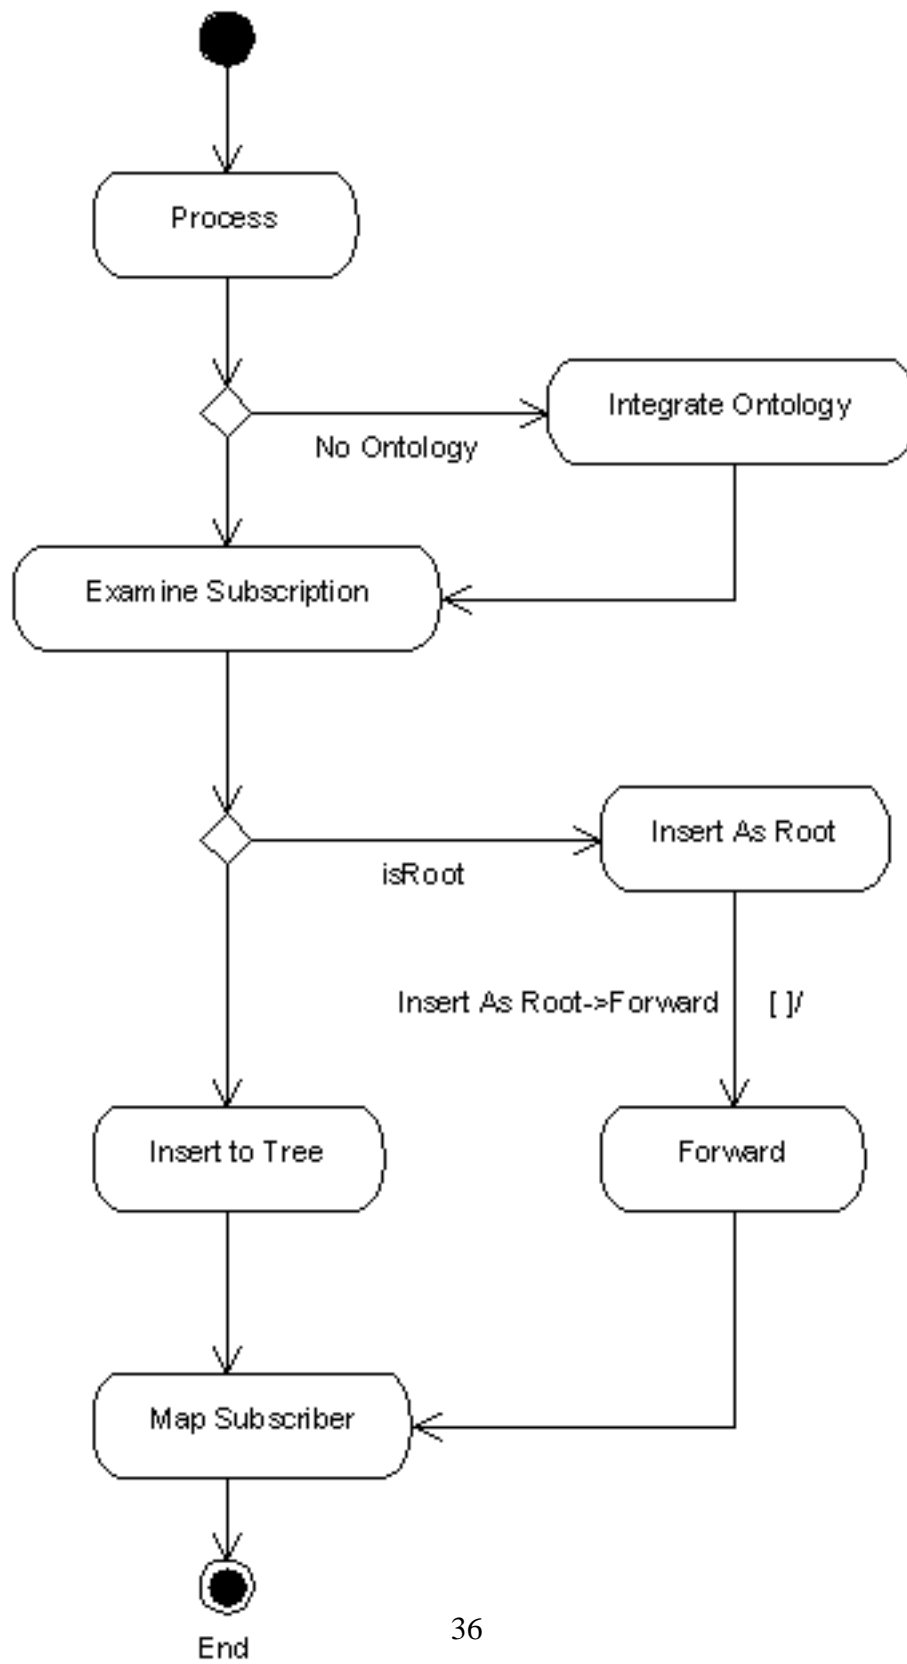 Process
Integrate Ontology
No Ontology
Examine Subscription
Insert As Root
isRoot
Insert As Root->Forward [ ]/
Insert to Tree
Forward
Map Subscriber
36
End